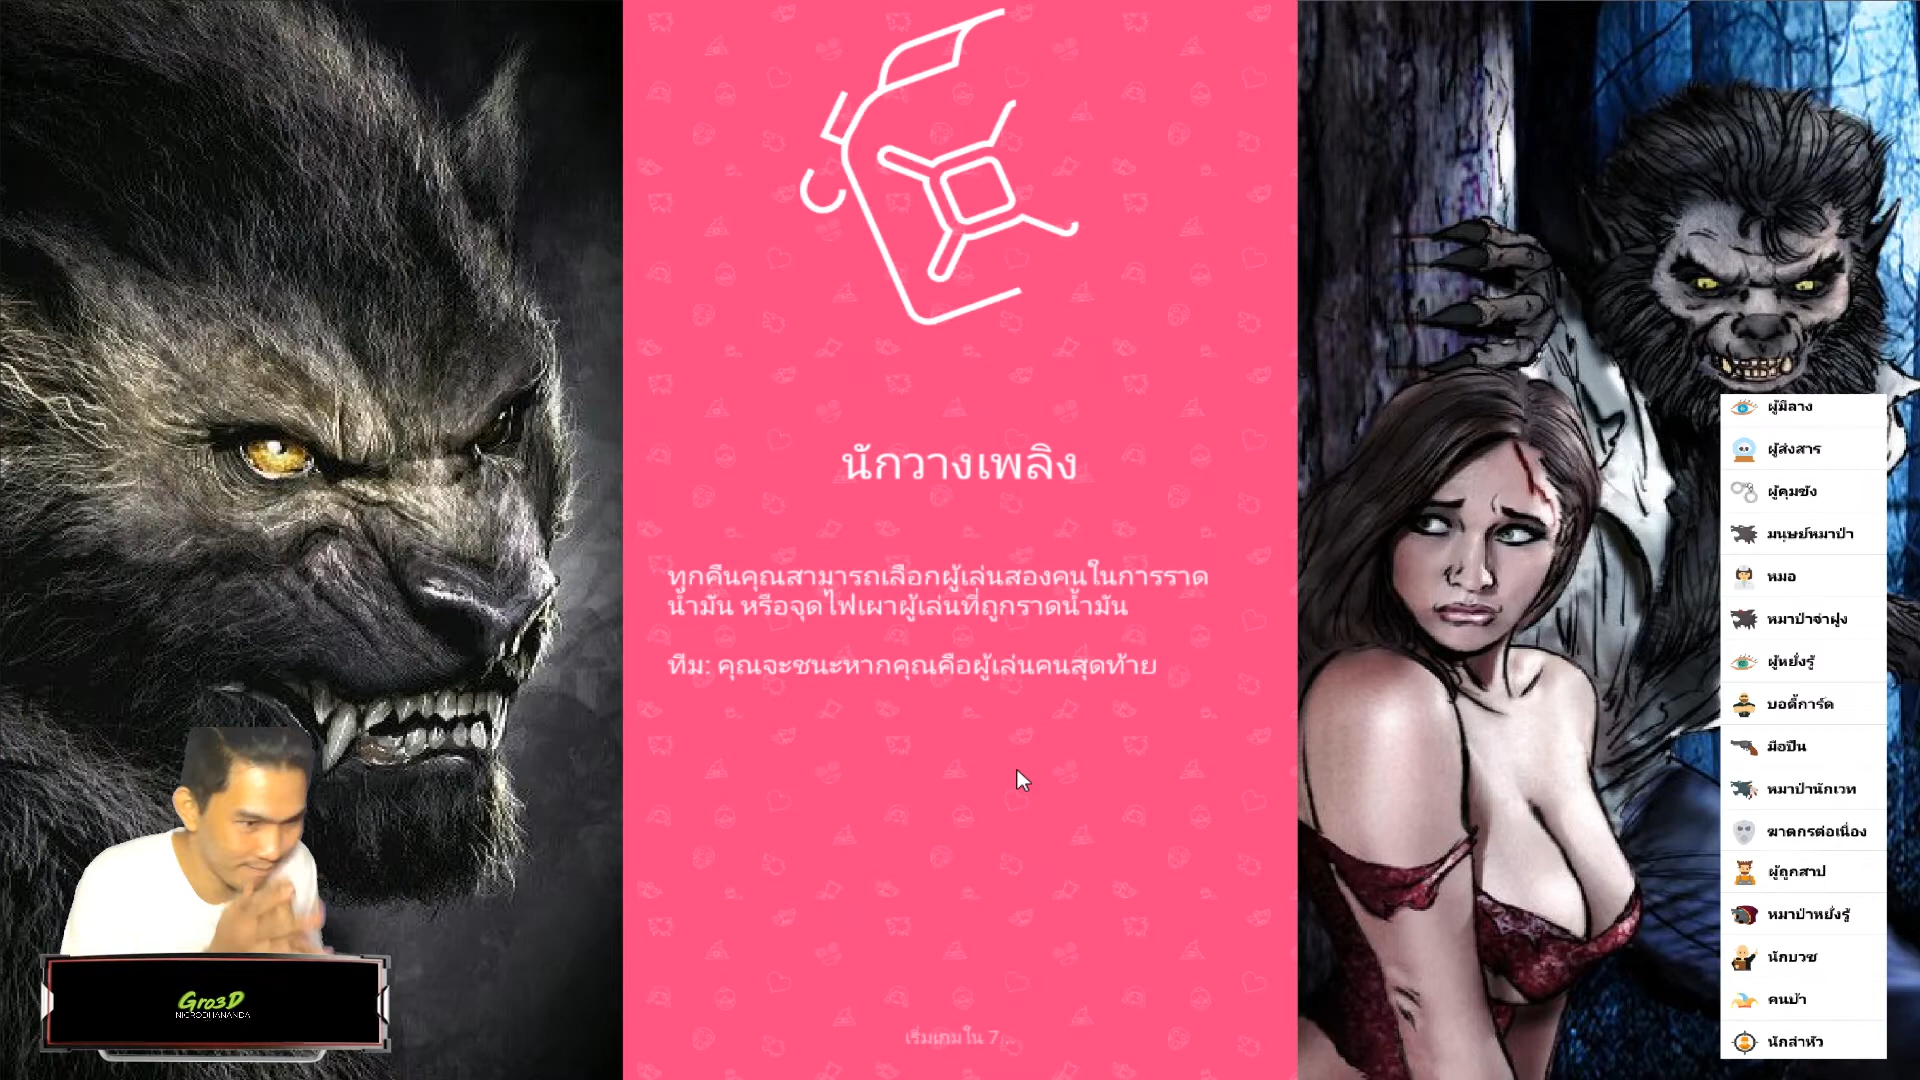 นักวางเพลิง
ทุกคืนคุณสามารถเลือกผู้เล่นสองคนในการราด
น้ำมัน หรือจุดไฟเผาผู้เล่นที่ถูกราดน้ำมัน
ทีม: คุณจะชนะหากคุณคือผู้เล่นคนสุดท้าย
เริ่มเกมใน 7...
ผู้มีลาง
ผู้ส่งสาร
ผู้คุมขัง
มนุษย์หมาป่า
หมอ
หมาป่าจ่าฝูง
ผู้หยั่งรู้
บอดี้การ์ด
มือปืน
หมาป่านักเวท
ฆาตกรต่อเนื่อง
ผู้ถูกสาป
หมาป่าหยั่งรู้
นักบวช
คนบ้า
นักล่าหัว
Gro3D
NIGRODHANANDA